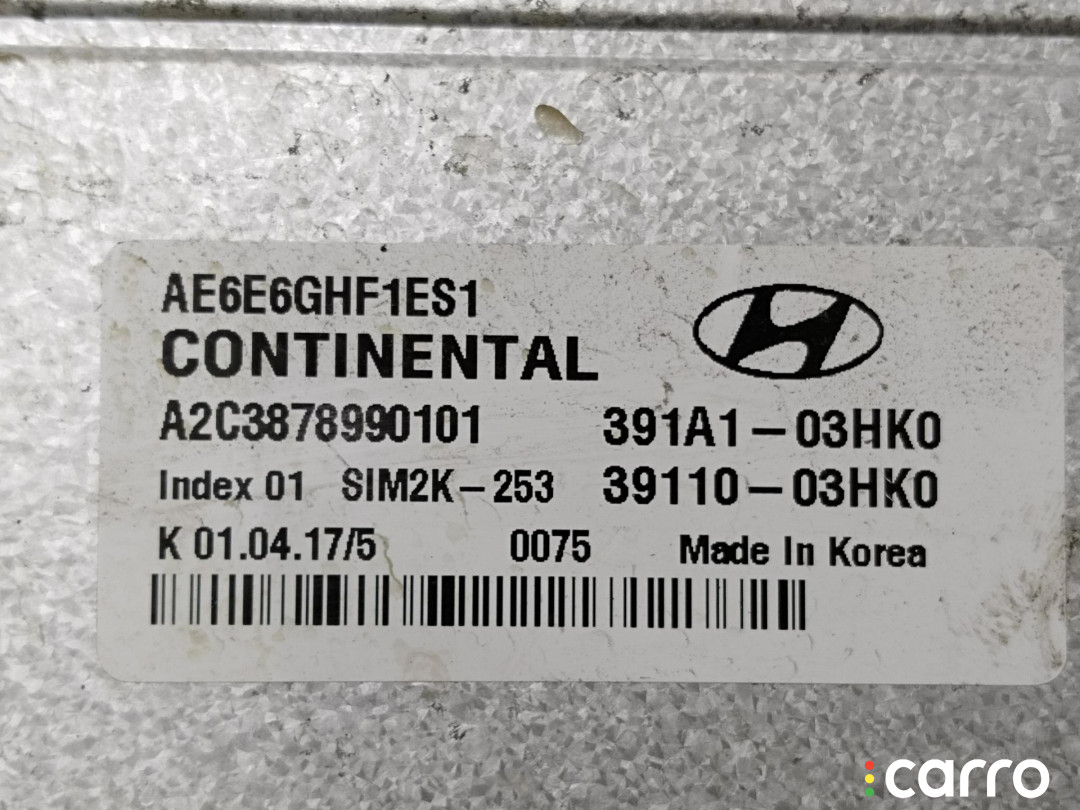 AE6E6GHF1ES1
CONTINENTAL
A2C3878990101 391A1-03HK0
Index 01 SIM2K-253 39110-03HK0
K 01.04.17/5 0075 Made In Korea
carro